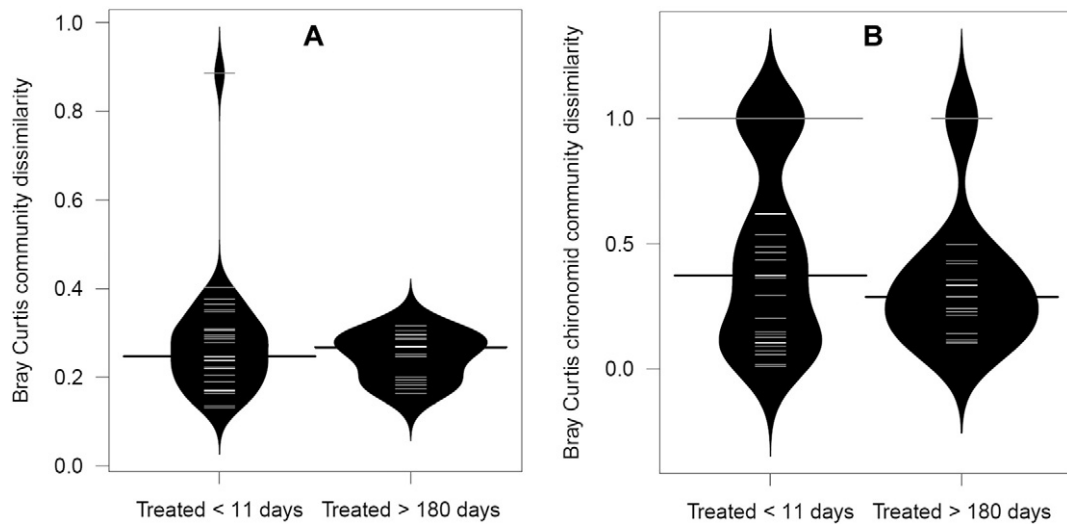 A
Bray Curtis community dissimilarity
1.0
0.8
0.6
0.4
0.2
0.0
Treated < 11 days
Treated > 180 days
B
Bray Curtis chironomid community dissimilarity
1.0
0.5
0.0
Treated < 11 days
Treated > 180 days